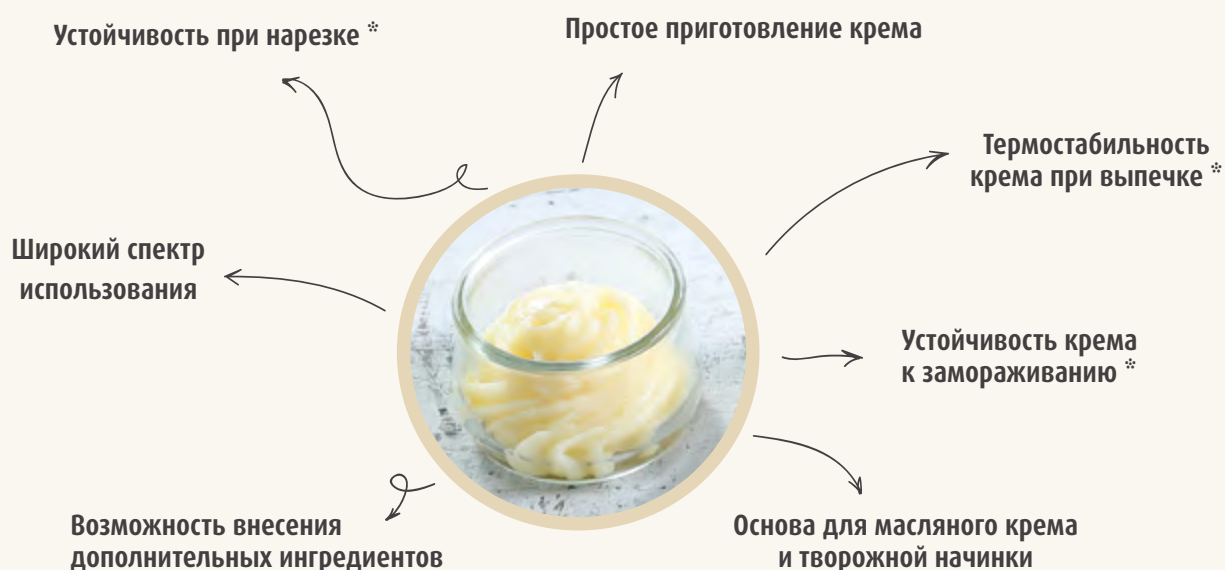 Устойчивость при нарезке *
Простое приготовление крема
Термостабильность
крема при выпечке *
Широкий спектр
использования
Устойчивость крема
к замораживанию *
Возможность внесения
дополнительных ингредиентов
Основа для масляного крема
и творожной начинки